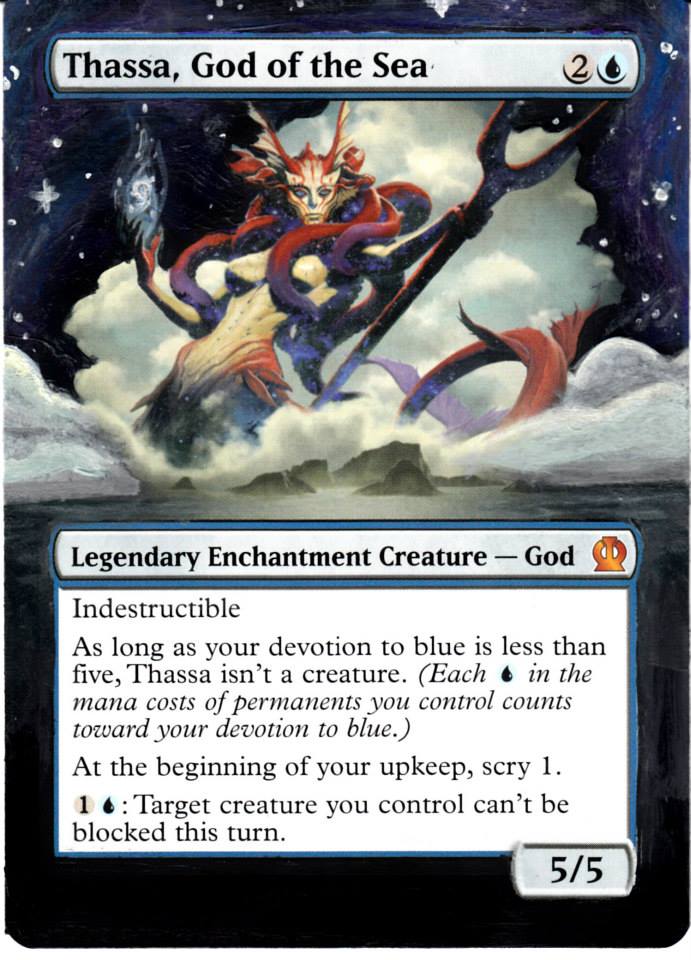 Thassa, God of the Sea 2
Legendary Enchantment Creature — God
Indestructible
As long as your devotion to blue is less than
five, Thassa isn't a creature. (Each in the
mana costs of permanents you control counts
toward your devotion to blue.)
At the beginning of your upkeep, scry 1.
1 : Target creature you control can't be
blocked this turn.
5/5